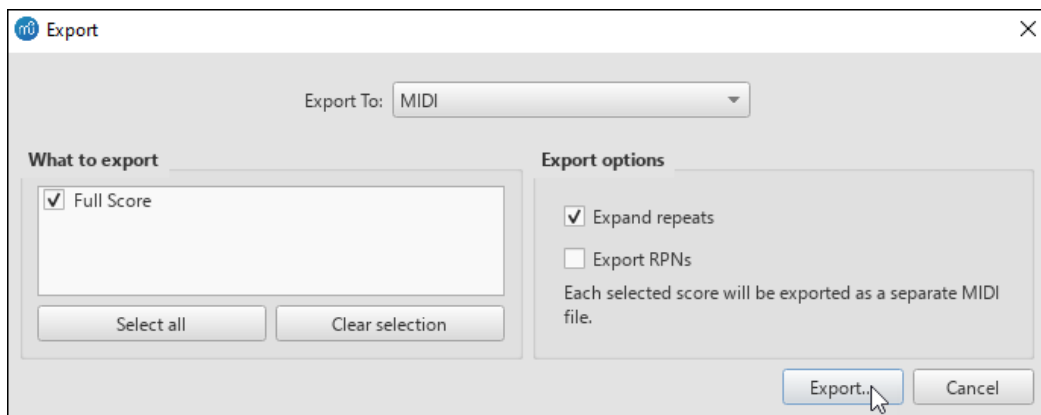 Export
Export To: MIDI
What to export
Full Score
Select all
Clear selection
Export options
Expand repeats
Export RPNs
Each selected score will be exported as a separate MIDI
file.
Export...
Cancel